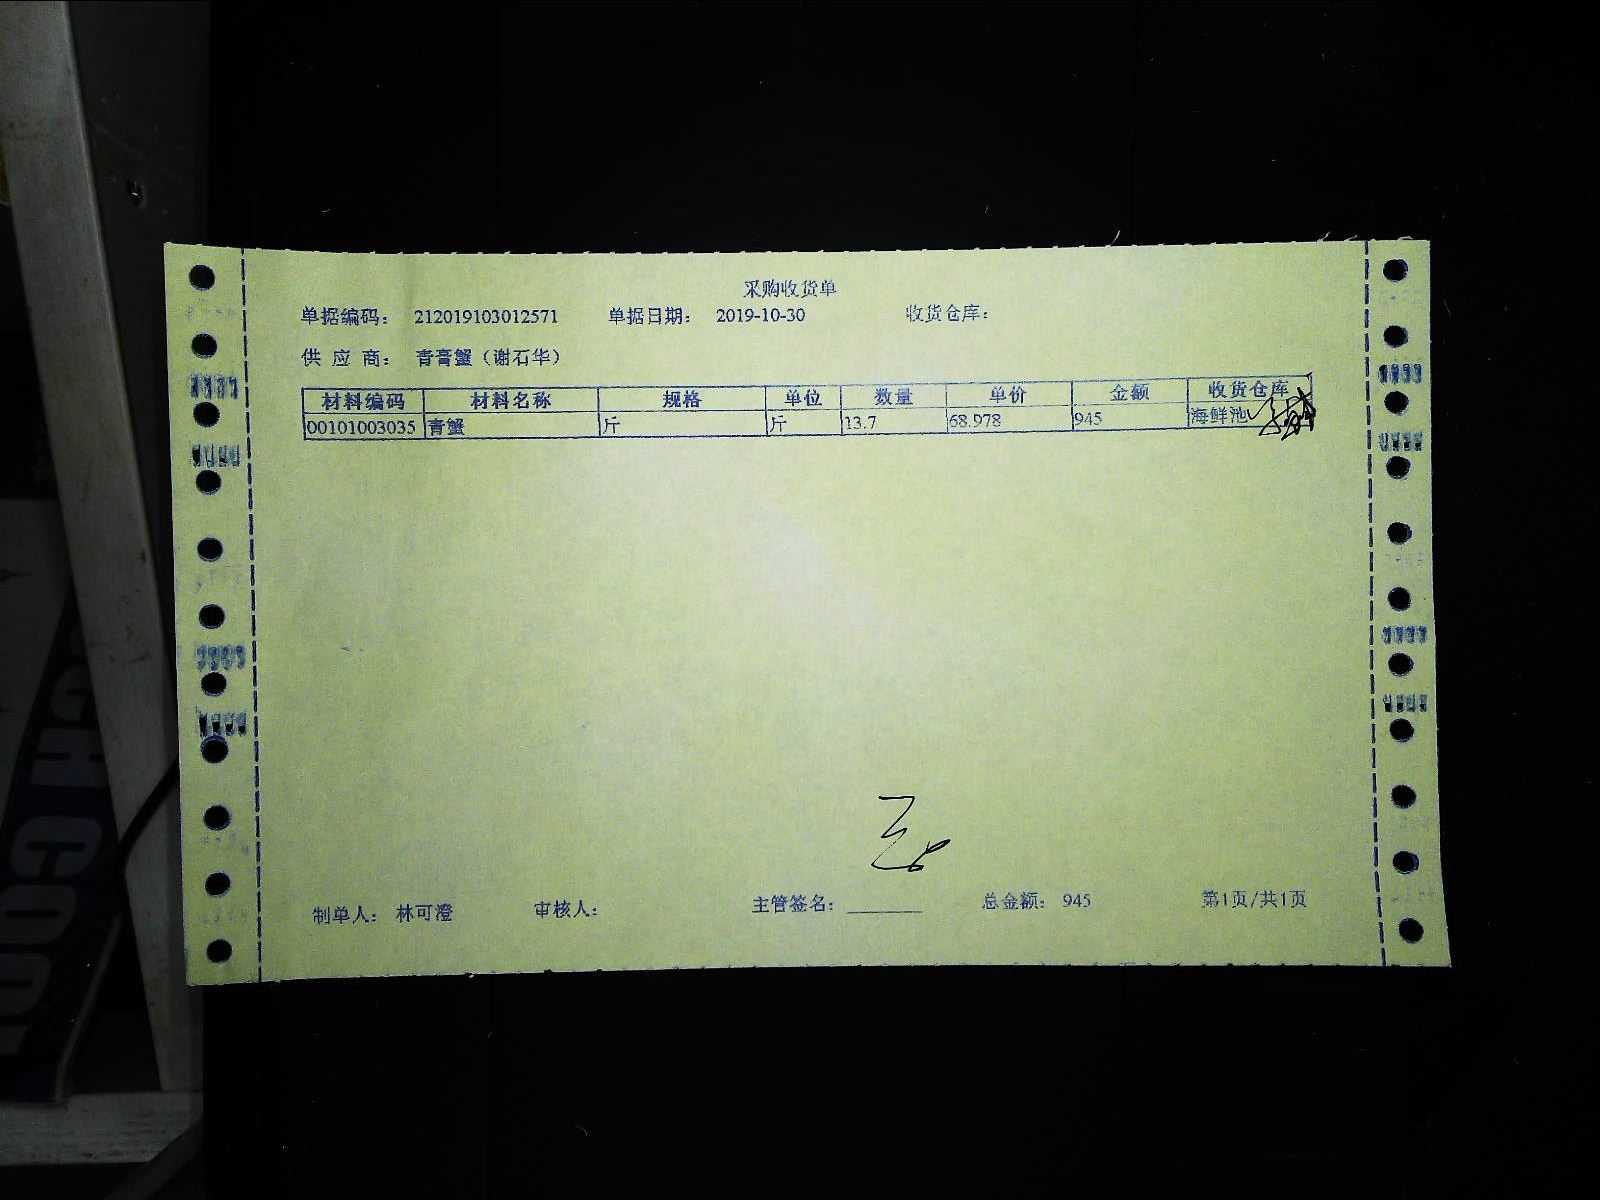 采购收货单
单据编码: 212019103012571 单据日期: 2019-10-30 收货仓库:
供应商: 青膏蟹（谢石华）
材料编码 材料名称 规格 单位 数量 单价 金额 收货仓库
00101003035 青蟹 斤 斤 13.7 68.978 945 海鲜池
制单人: 林可澄 审核人: 主管签名: ________ 总金额: 945 第1页/共1页